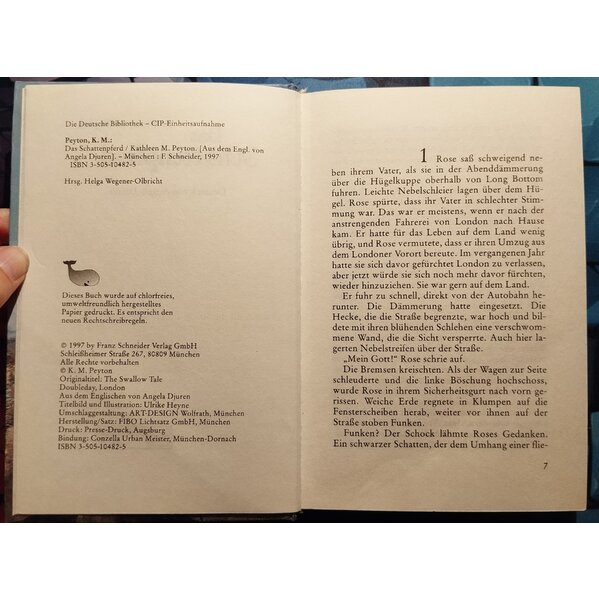 Die Deutsche Bibliothek – CIP-Einheitsaufnahme
Peyton, K. M.:
Das Schattenpferd / Kathleen M. Peyton. [Aus dem Engl. von
Angela Djuren]. – München : F. Schneider, 1997
ISBN 3-505-10482-5
Hrsg. Helga Wegener-Olbricht
Dieses Buch wurde auf chlorfreies,
umweltfreundlich hergestelltes
Papier gedruckt. Es entspricht den
neuen Rechtschreibregeln.
© 1997 by Franz Schneider Verlag GmbH
Schleißheimer Straße 267, 80809 München
Alle Rechte vorbehalten
© K. M. Peyton
Originaltitel: The Swallow Tale
Doubleday, London
Aus dem Englischen von Angela Djuren
Titelbild und Illustration: Ulrike Heyne
Umschlaggestaltung: ART-DESIGN Wolfrath, München
Herstellung/Satz: FIBO Lichtsatz GmbH, München
Druck: Presse-Druck, Augsburg
Bindung: Conzella Urban Meister, München-Dornach
ISBN 3-505-10482-5
1 Rose saß schweigend ne-
ben ihrem Vater, als sie in der Abenddämmerung
über die Hügelkuppe oberhalb von Long Bottom
fuhren. Leichte Nebelschleier lagen über dem Hü-
gel. Rose spürte, dass ihr Vater in schlechter Stim-
mung war. Das war er meistens, wenn er nach der
anstrengenden Fahrerei von London nach Hause
kam. Er hatte für das Leben auf dem Land wenig
übrig, und Rose vermutete, dass er ihren Umzug aus
dem Londoner Vorort bereute. Im vergangenen Jahr
hatte sie sich davor gefürchtet London zu verlassen,
aber jetzt würde sie sich noch mehr davor fürchten,
wieder hinzuziehen. Sie war gern auf dem Land.
Er fuhr zu schnell, direkt von der Autobahn he-
runter. Die Dämmerung hatte eingesetzt. Die
Hecke, die die Straße begrenzte, war hoch und bil-
dete mit ihren blühenden Schlehen eine verschwom-
mene Wand, die die Sicht versperrte. Auch hier la-
gerten Nebelstreifen über der Straße.
„Mein Gott!“ Rose schrie auf.
Die Bremsen kreischten. Als der Wagen zur Seite
schleuderte und die linke Böschung hochschoss,
wurde Rose in ihrem Sicherheitsgurt nach vorn ge-
rissen. Weiche Erde regnete in Klumpen auf die
Fensterscheiben herab, weiter vor ihnen auf der
Straße stoben Funken.
Funken? Der Schock lähmte Roses Gedanken.
Ein schwarzer Schatten, der dem Umhang einer flie-
7